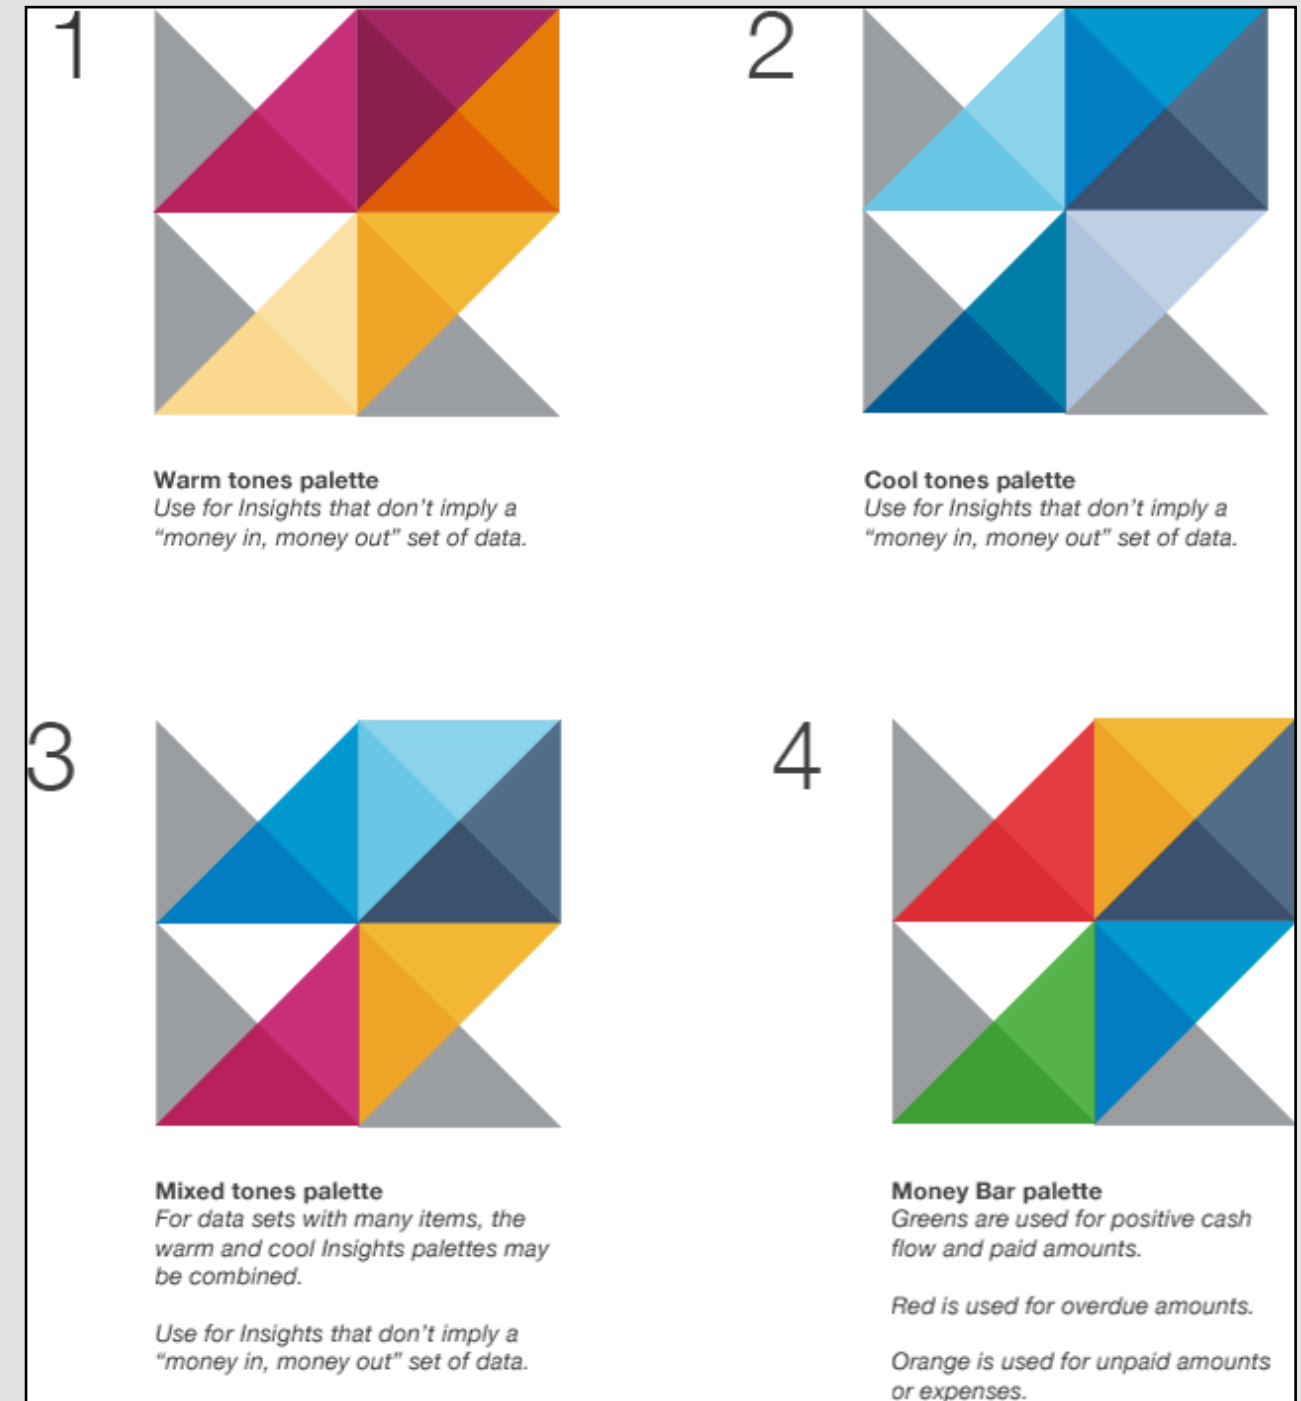 1
Warm tones palette
Use for Insights that don’t imply a
“money in, money out” set of data.
2
Cool tones palette
Use for Insights that don’t imply a
“money in, money out” set of data.
3
Mixed tones palette
For data sets with many items, the
warm and cool Insights palettes may
be combined.
Use for Insights that don’t imply a
“money in, money out” set of data.
4
Money Bar palette
Greens are used for positive cash
flow and paid amounts.
Red is used for overdue amounts.
Orange is used for unpaid amounts
or expenses.